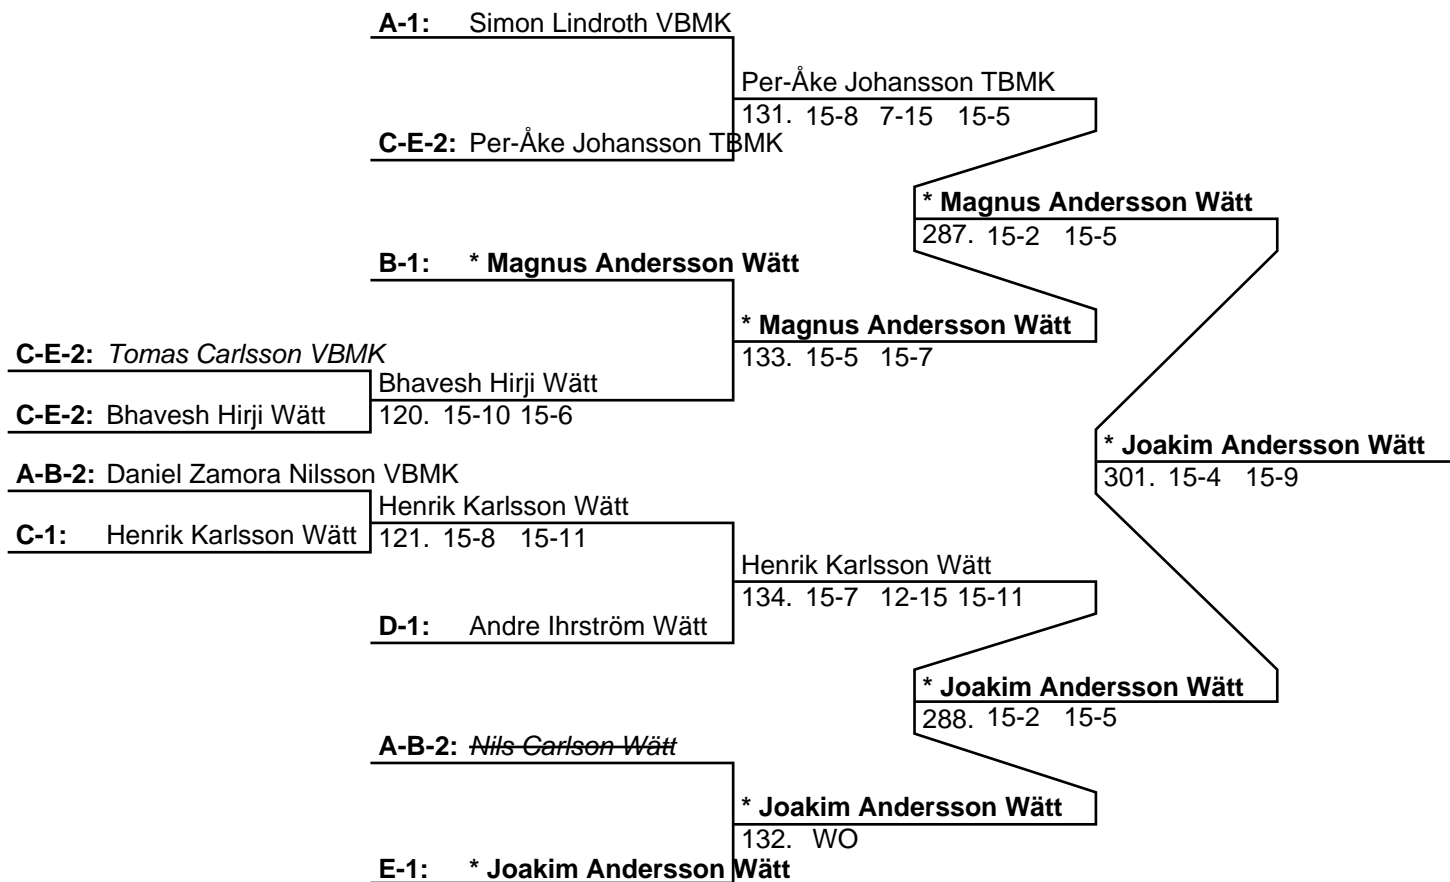 A-1: Simon Lindroth VBMK
Per-Åke Johansson TBMK
131. 15-8 7-15 15-5
C-E-2: Per-Åke Johansson TBMK
* Magnus Andersson Wätt
287. 15-2 15-5
B-1: * Magnus Andersson Wätt
* Magnus Andersson Wätt
133. 15-5 15-7
C-E-2: Tomas Carlsson VBMK
Bhavesh Hirji Wätt
C-E-2: Bhavesh Hirji Wätt
120. 15-10 15-6
* Joakim Andersson Wätt
301. 15-4 15-9
A-B-2: Daniel Zamora Nilsson VBMK
Henrik Karlsson Wätt
C-1: Henrik Karlsson Wätt
121. 15-8 15-11
Henrik Karlsson Wätt
134. 15-7 12-15 15-11
D-1: Andre Ihrström Wätt
* Joakim Andersson Wätt
288. 15-2 15-5
A-B-2: Nils Carlson Wätt
* Joakim Andersson Wätt
132. WO
E-1: * Joakim Andersson Wätt